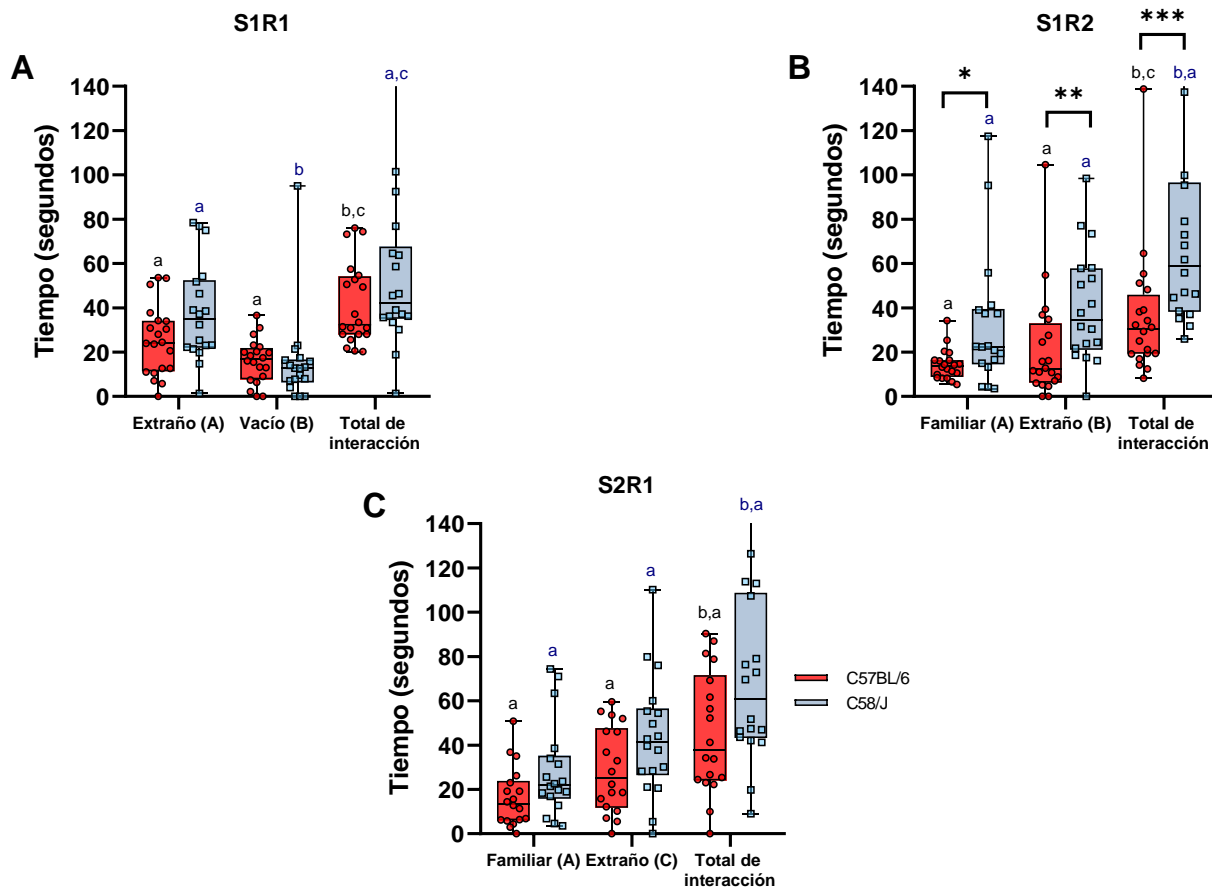 S1R1
A
Tiempo (segundos)
140
120
100
80
60
40
20
0
a
a
a
b
b,c
a,c
Extraño (A)
Vacío (B)
Total de
interacción
S1R2
B
Tiempo (segundos)
140
120
100
80
60
40
20
0
*
**
***
a
a
a
a
b,c
b,a
Familiar (A)
Extraño (B)
Total de
interacción
S2R1
C
Tiempo (segundos)
140
120
100
80
60
40
20
0
a
a
a
a
b,a
b,a
Familiar (A)
Extraño (C)
Total de
interacción
C57BL/6
C58/J